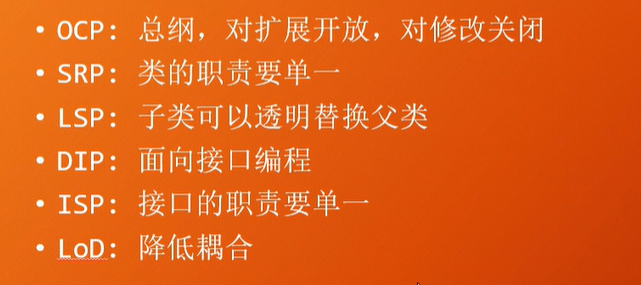 • OCP: 总纲，对扩展开放，对修改关闭
• SRP: 类的职责要单一
• LSP: 子类可以透明替换父类
• DIP: 面向接口编程
• ISP: 接口的职责要单一
• LoD: 降低耦合